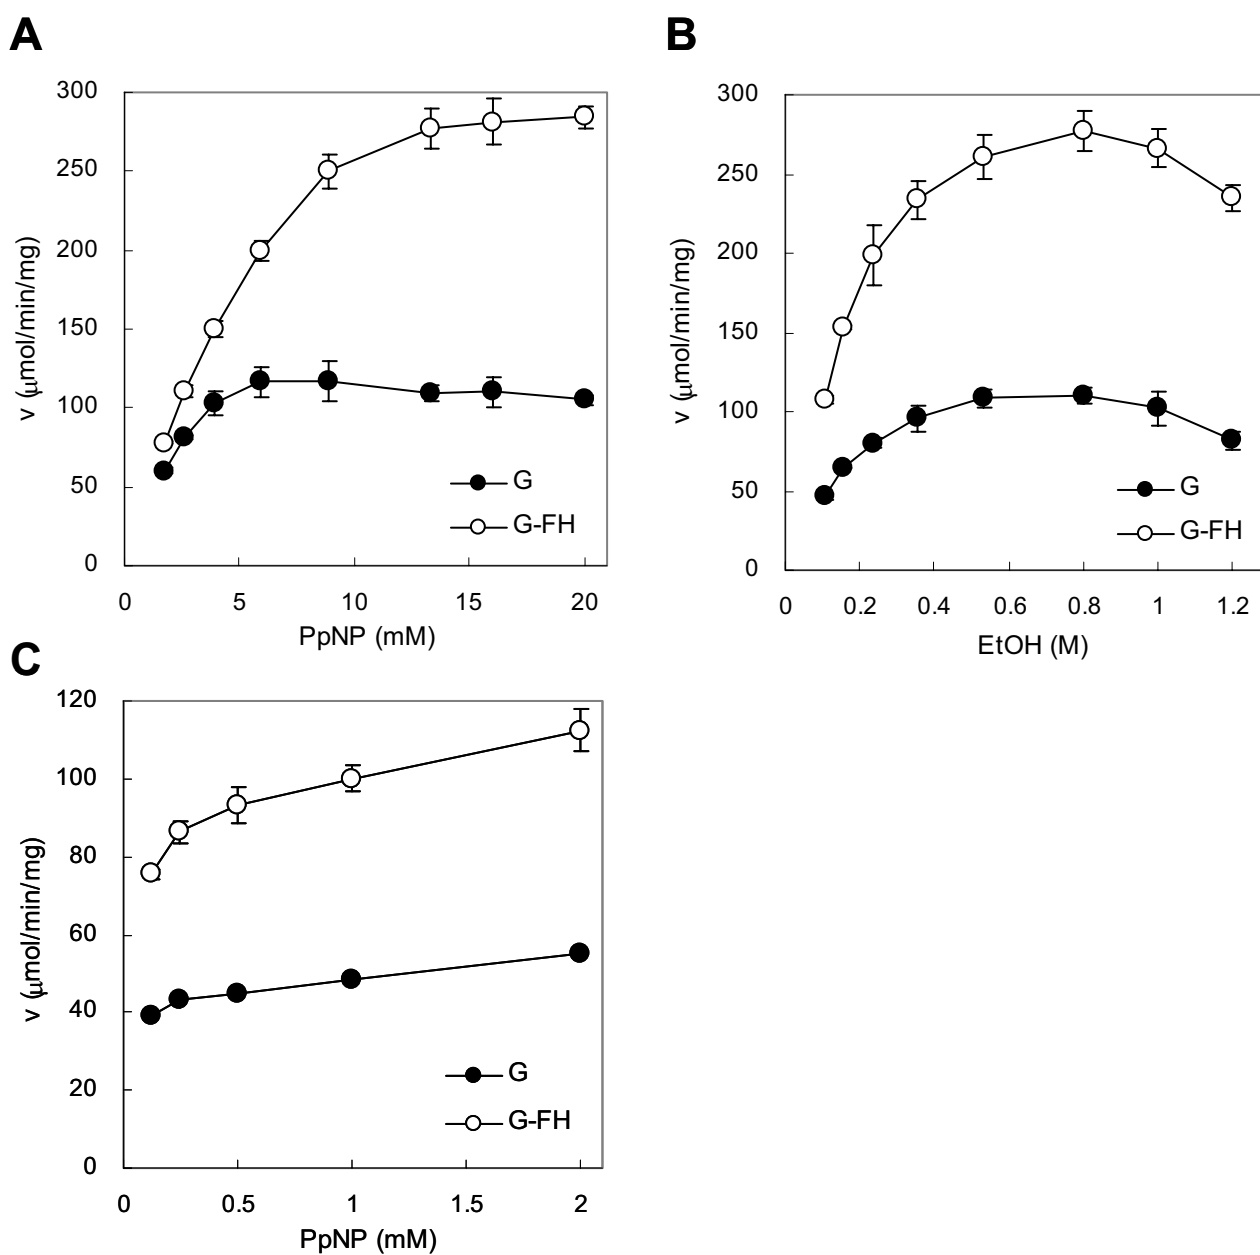 A
v (μmol/min/mg)
300
250
200
150
100
50
0
0 5 10 15 20
PpNP (mM)
G
G-FH
B
v (μmol/min/mg)
300
250
200
150
100
50
0
0 0.2 0.4 0.6 0.8 1 1.2
EtOH (M)
G
G-FH
C
v (μmol/min/mg)
120
100
80
60
40
20
0
0 0.5 1 1.5 2
PpNP (mM)
G
G-FH